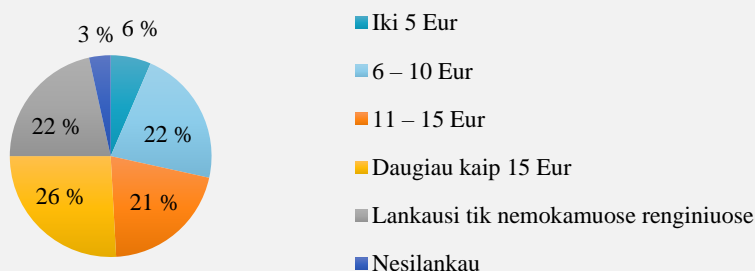 3 %
6 %
22 %
21 %
26 %
22 %
Iki 5 Eur
6 – 10 Eur
11 – 15 Eur
Daugiau kaip 15 Eur
Lankausi tik nemokamuose renginiuose
Nesilankau